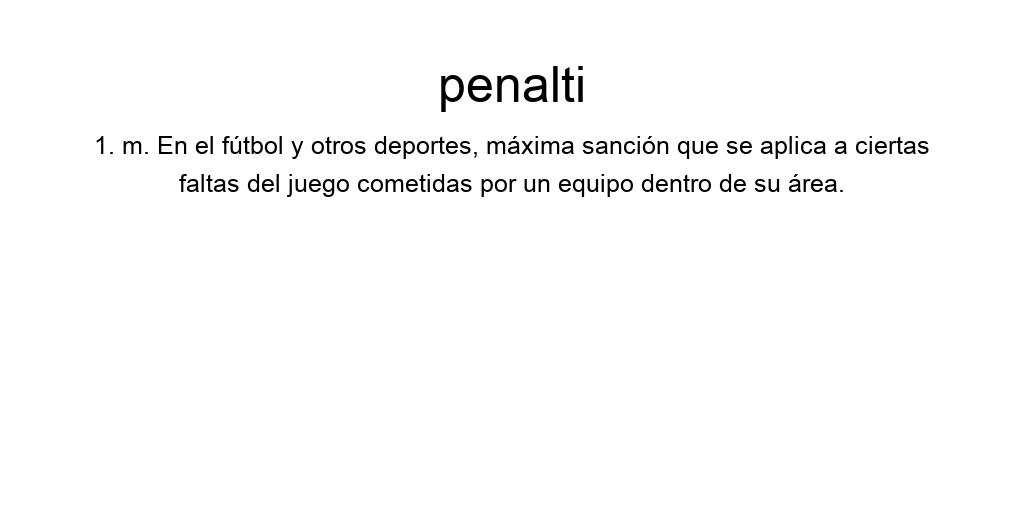 penalti
1. m. En el fútbol y otros deportes, máxima sanción que se aplica a ciertas
faltas del juego cometidas por un equipo dentro de su área.